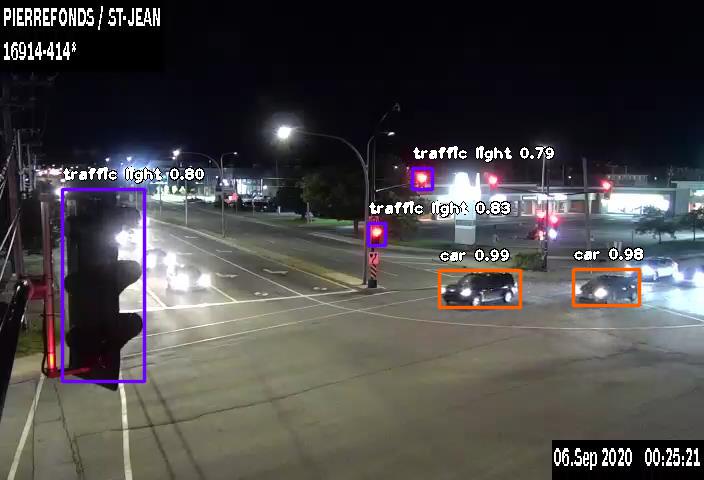 PIERREFONDS / ST-JEAN
16914-414*
traffic light 0.79
traffic light 0.80
traffic light 0.83
car 0.99
car 0.98
06.Sep 2020 00:25:21